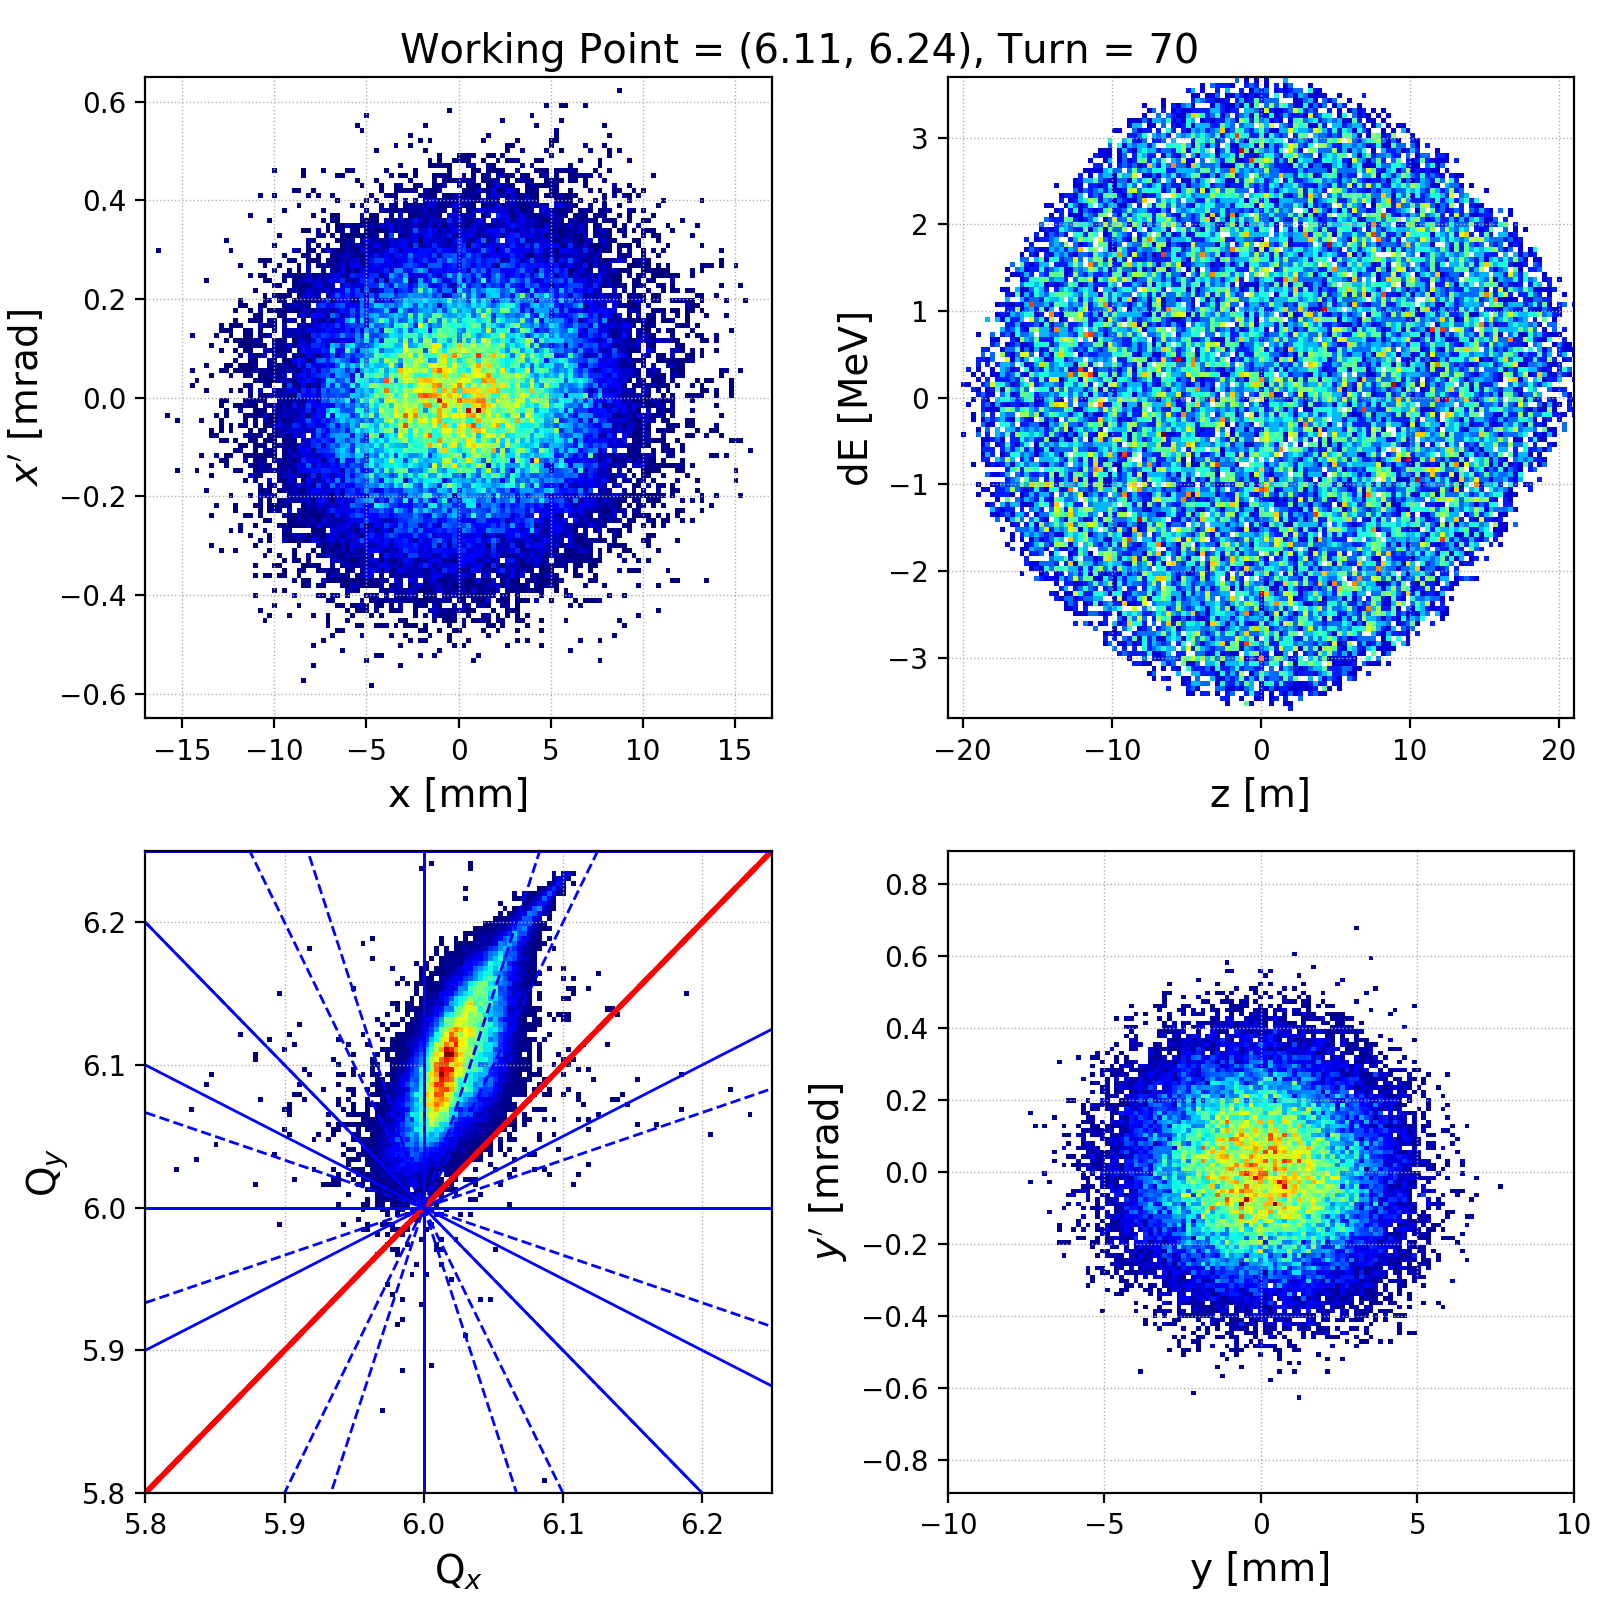 Working Point = (6.11, 6.24), Turn = 70
0.6
0.4
0.2
0.0
−0.2
−0.4
−0.6
x′ [mrad]
−15 −10 −5 0 5 10 15
x [mm]
3
2
1
0
−1
−2
−3
dE [MeV]
−20 −10 0 10 20
z [m]
6.2
6.1
6.0
5.9
5.8
Qy
5.8 5.9 6.0 6.1 6.2
Qx
0.8
0.6
0.4
0.2
0.0
−0.2
−0.4
−0.6
−0.8
y′ [mrad]
−10 −5 0 5 10
y [mm]